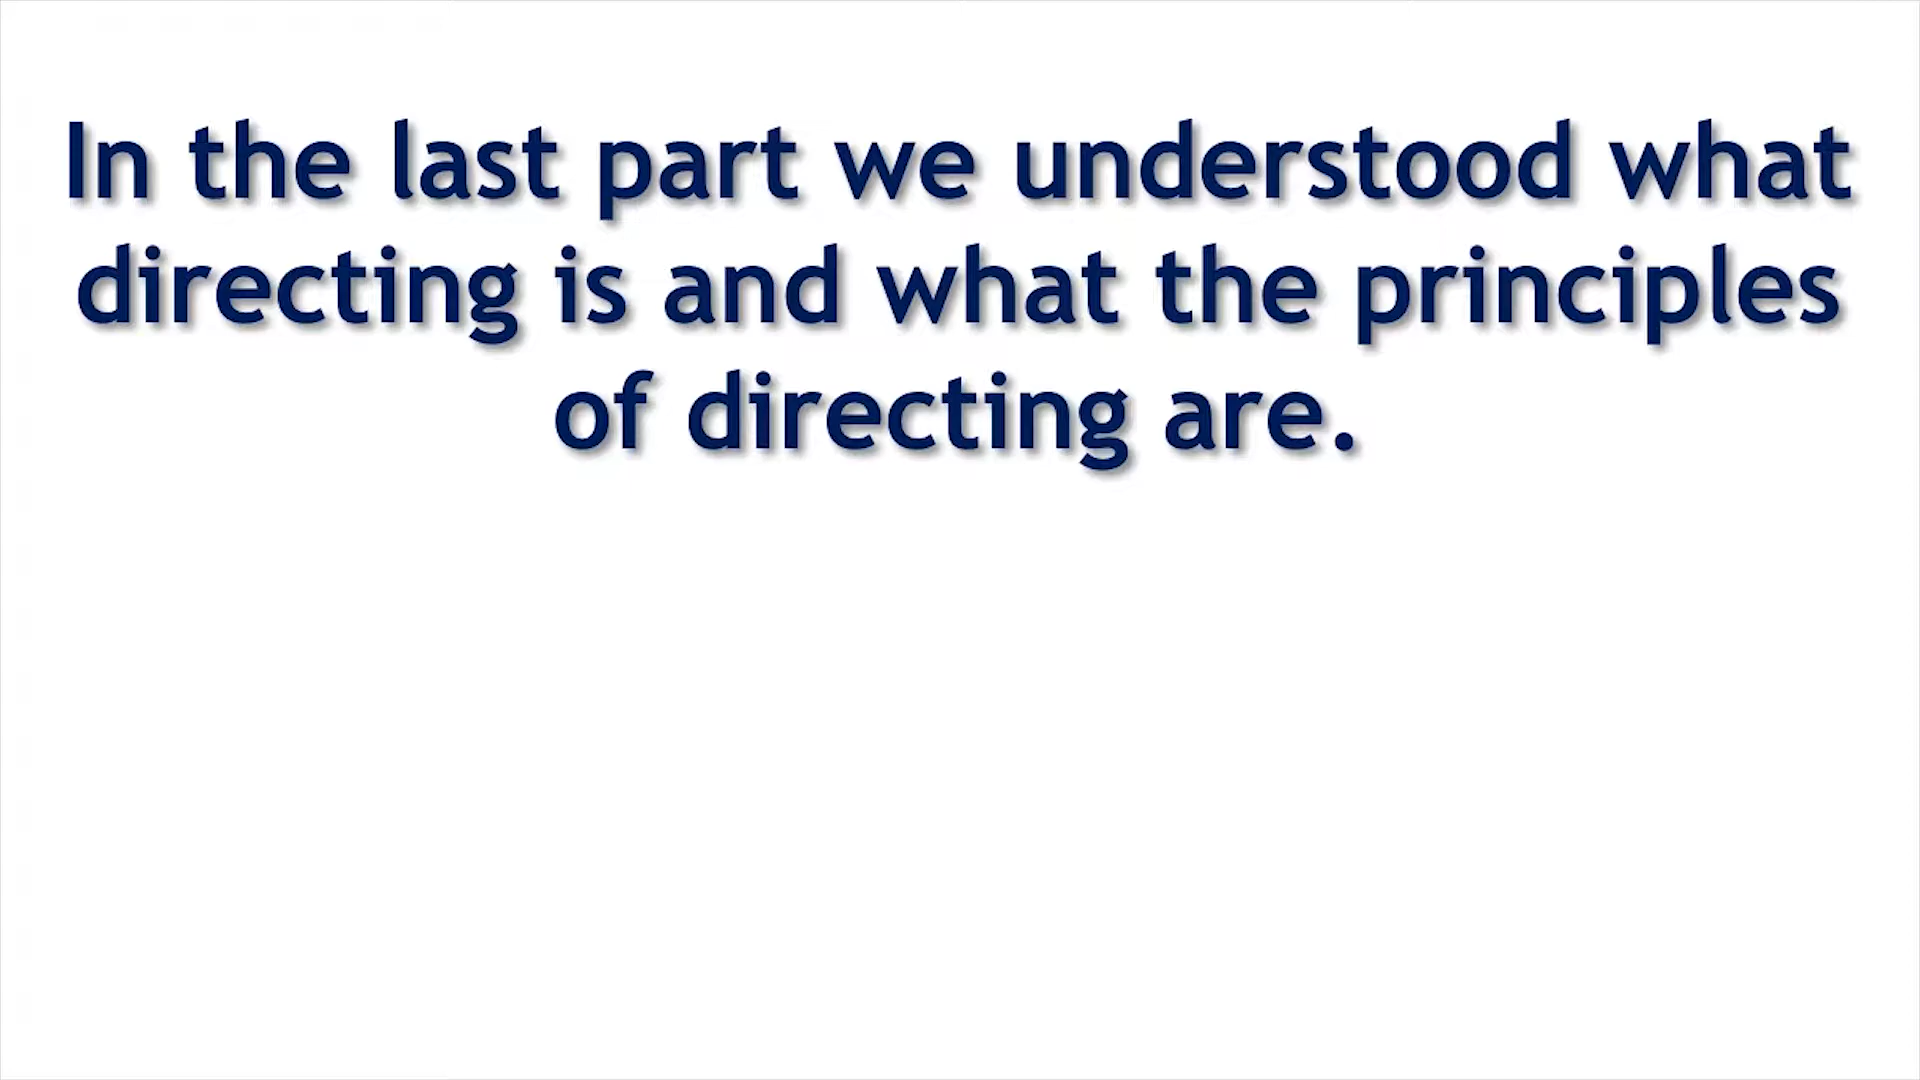 In the last part we understood what
directing is and what the principles
of directing are.